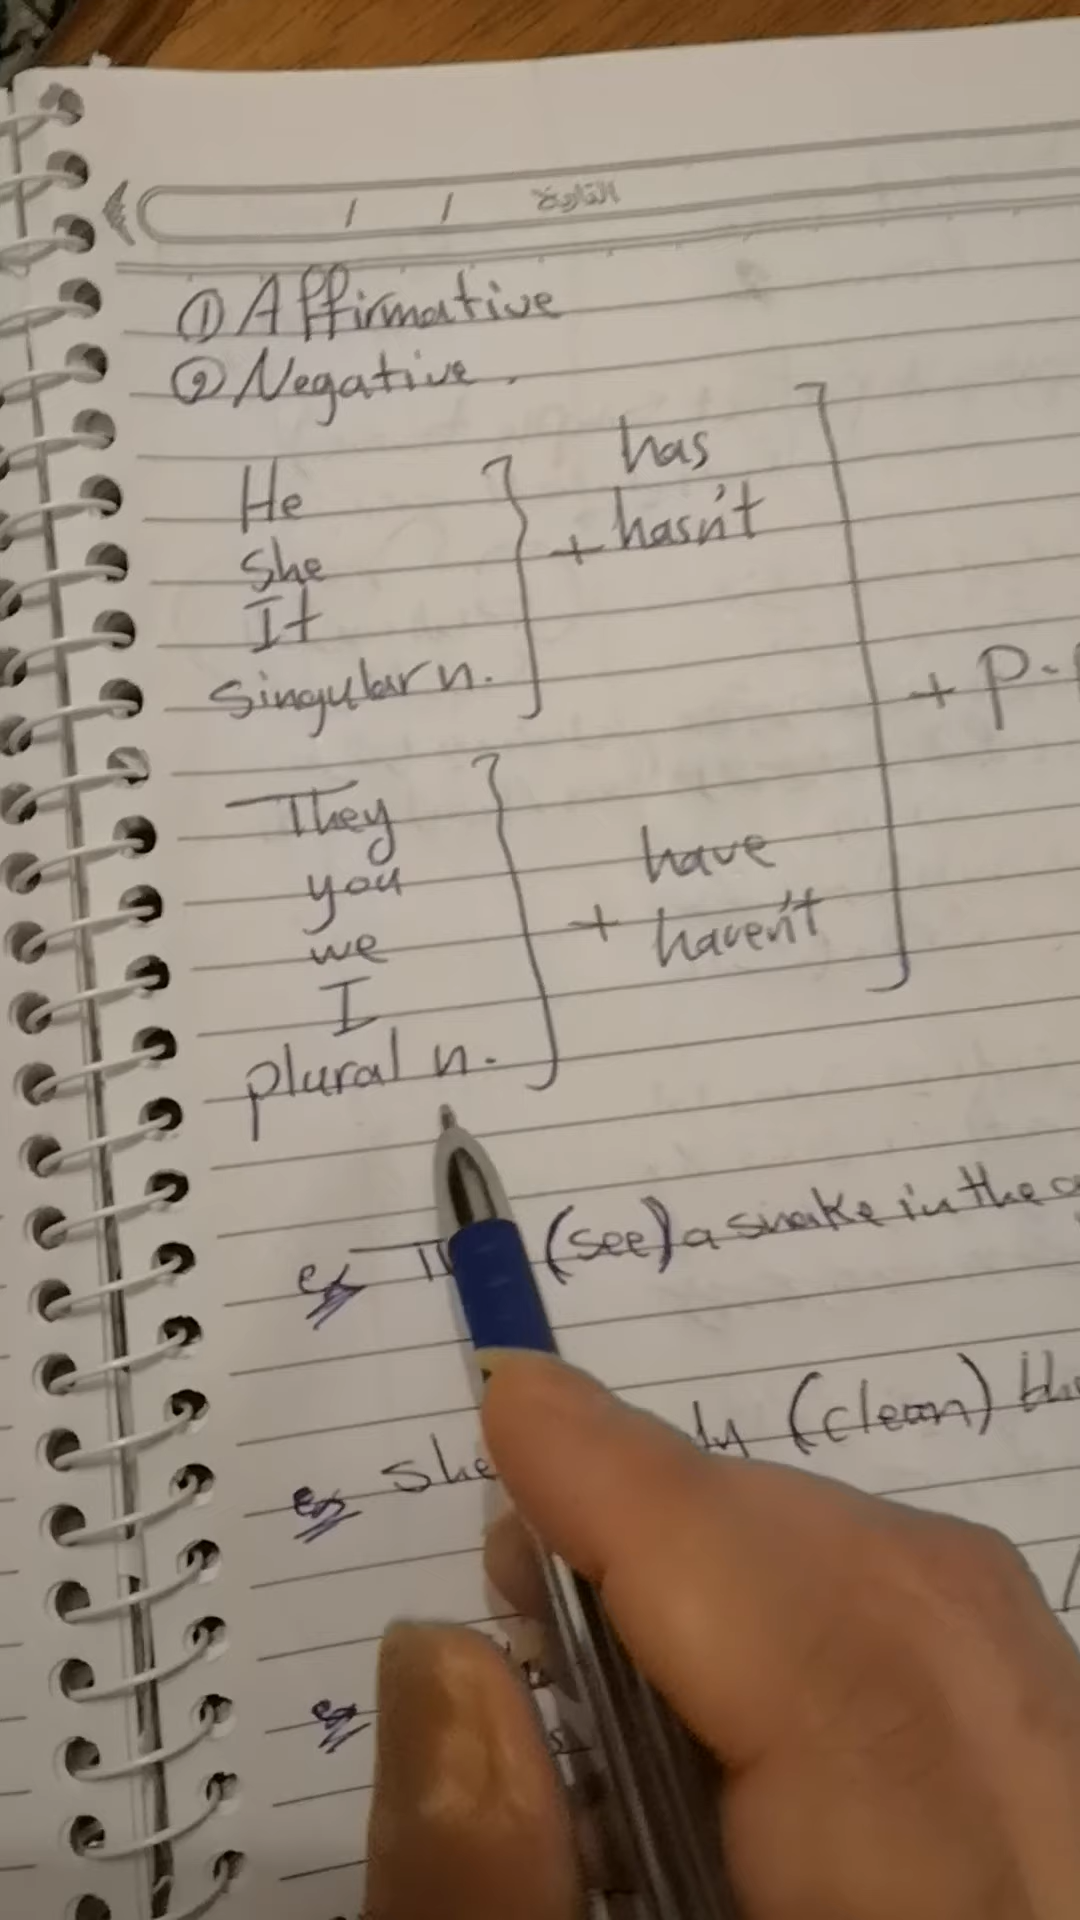 / / التاريخ
① Affirmative
② Negative.
He
She
It
singular n.
+
has
hasn't
They
you
we
I
plural n.
+
have
haven't
+ P.
ex (see) a snake in the
ex she (clean)
ex